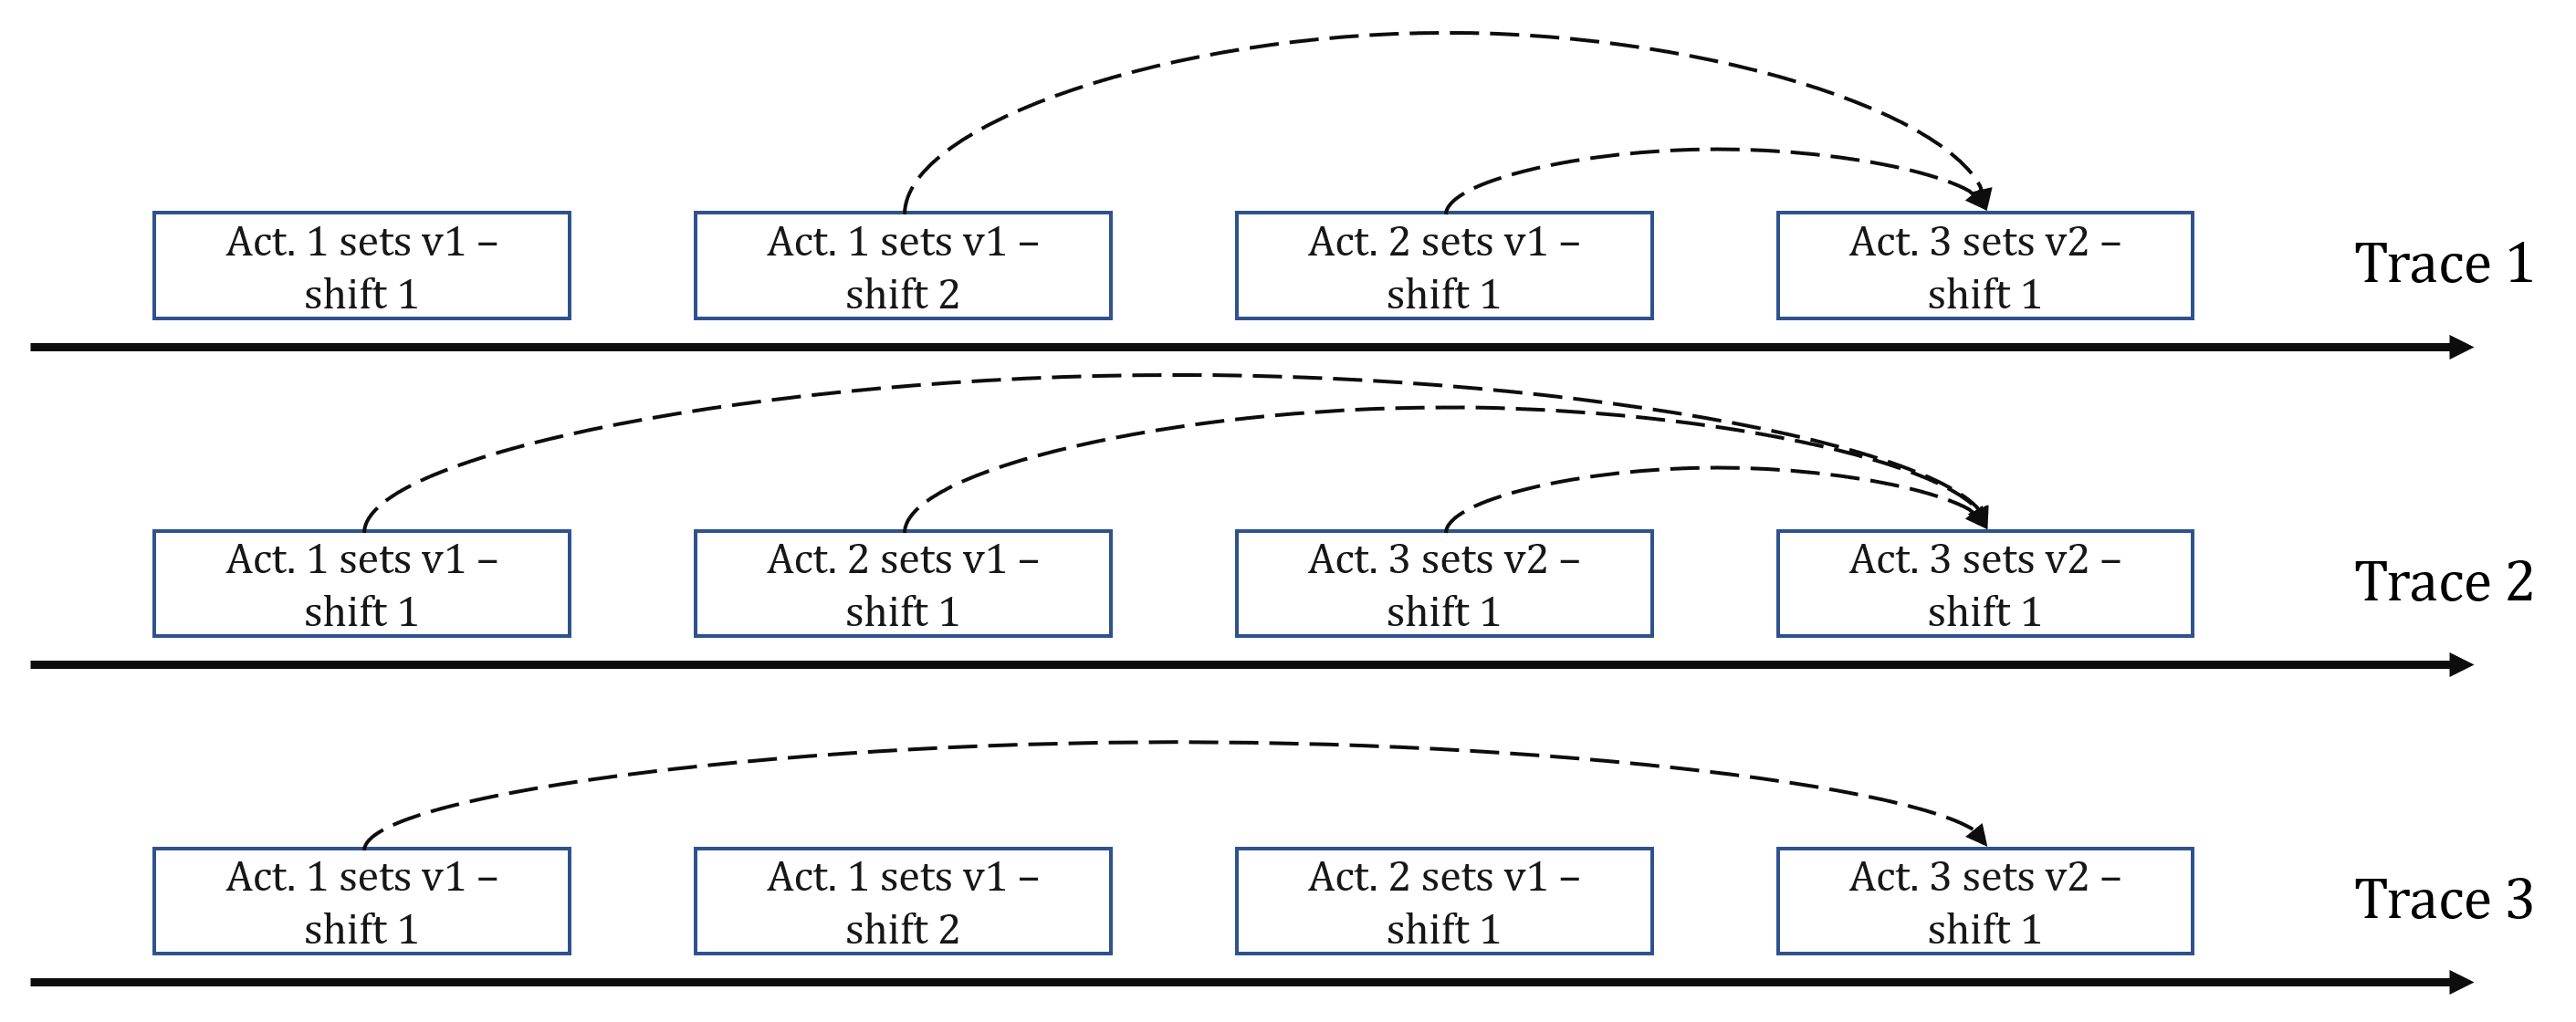 Act. 1 sets v1 –
shift 1
Act. 1 sets v1 –
shift 2
Act. 2 sets v1 –
shift 1
Act. 3 sets v2 –
shift 1
Trace 1
Act. 1 sets v1 –
shift 1
Act. 2 sets v1 –
shift 1
Act. 3 sets v2 –
shift 1
Act. 3 sets v2 –
shift 1
Trace 2
Act. 1 sets v1 –
shift 1
Act. 1 sets v1 –
shift 2
Act. 2 sets v1 –
shift 1
Act. 3 sets v2 –
shift 1
Trace 3